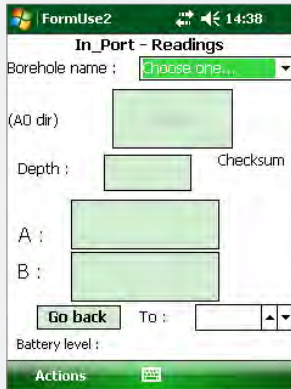 FormUse2 14:38
In_Port - Readings
Borehole name : Choose one...
(A0 dir)
Depth : Checksum
A :
B :
Go back To :
Battery level :
Actions